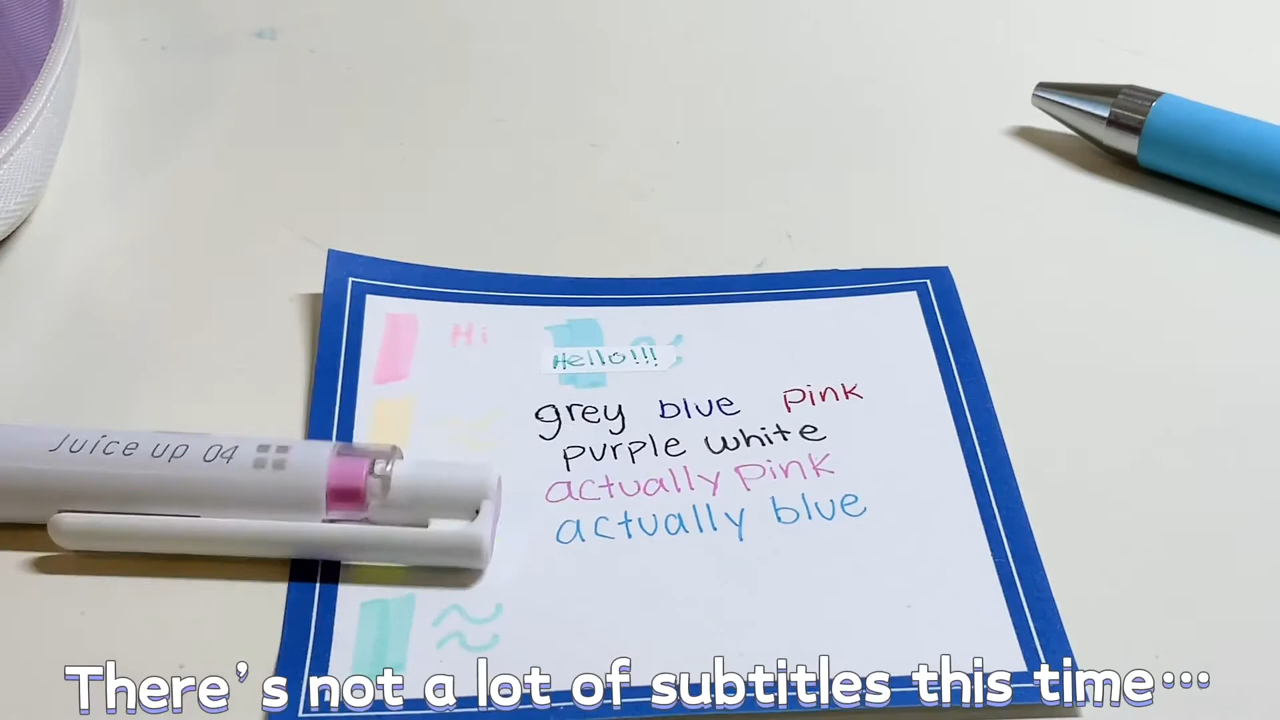 Hi
Hello!!!
grey blue pink
purple white
actually pink
actually blue
Juice up 04
There's not a lot of subtitles this time…